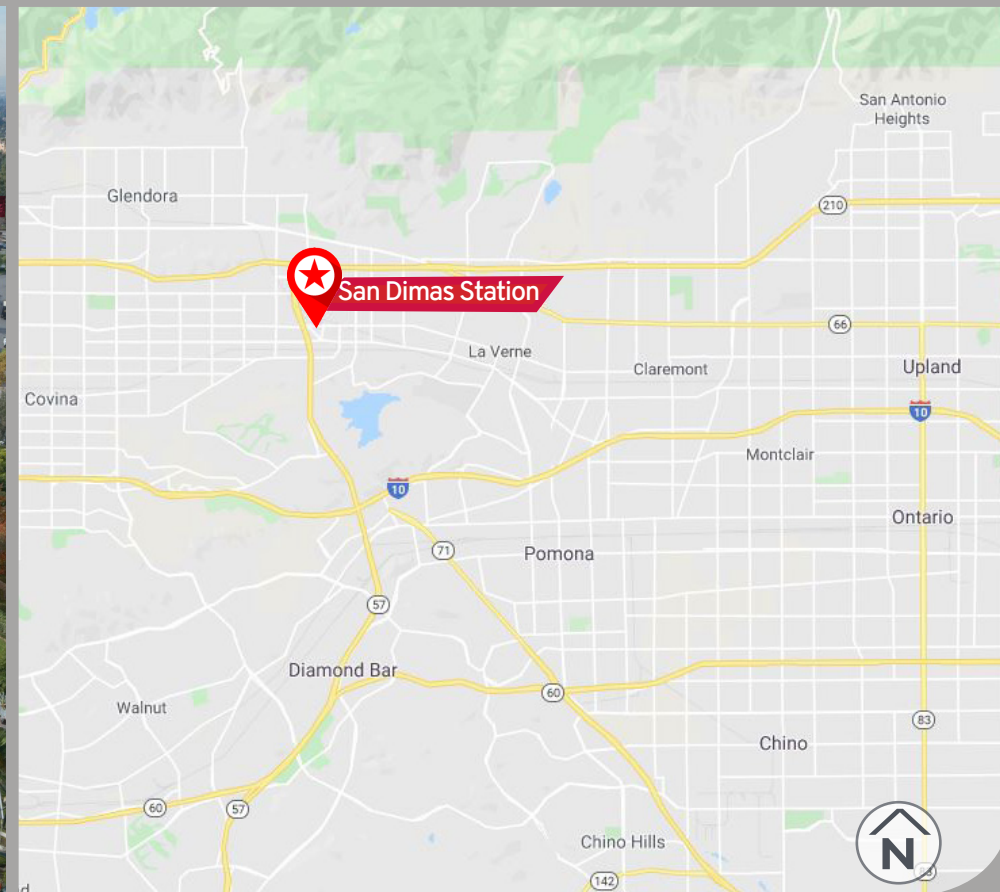 San Antonio
Heights
Glendora
210
San Dimas Station
66
La Verne
Claremont
Upland
Covina
10
Montclair
10
Ontario
71
Pomona
57
Diamond Bar
60
Walnut
83
Chino
60
57
Chino Hills
N
142